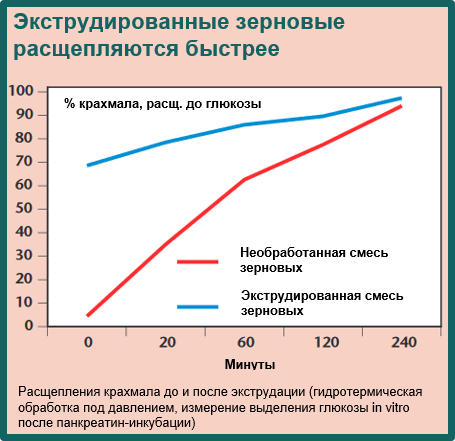 Экструдированные зерновые
расщепляются быстрее
% крахмала, расщ. до глюкозы
100
90
80
70
60
50
40
30
20
10
0
Необработанная смесь
зерновых
Экструдированная смесь
зерновых
0 20 60 120 240
Минуты
Расщепления крахмала до и после экструдации (гидротермическая
обработка под давлением, измерение выделения глюкозы in vitro
после панкреатин-инкубации)